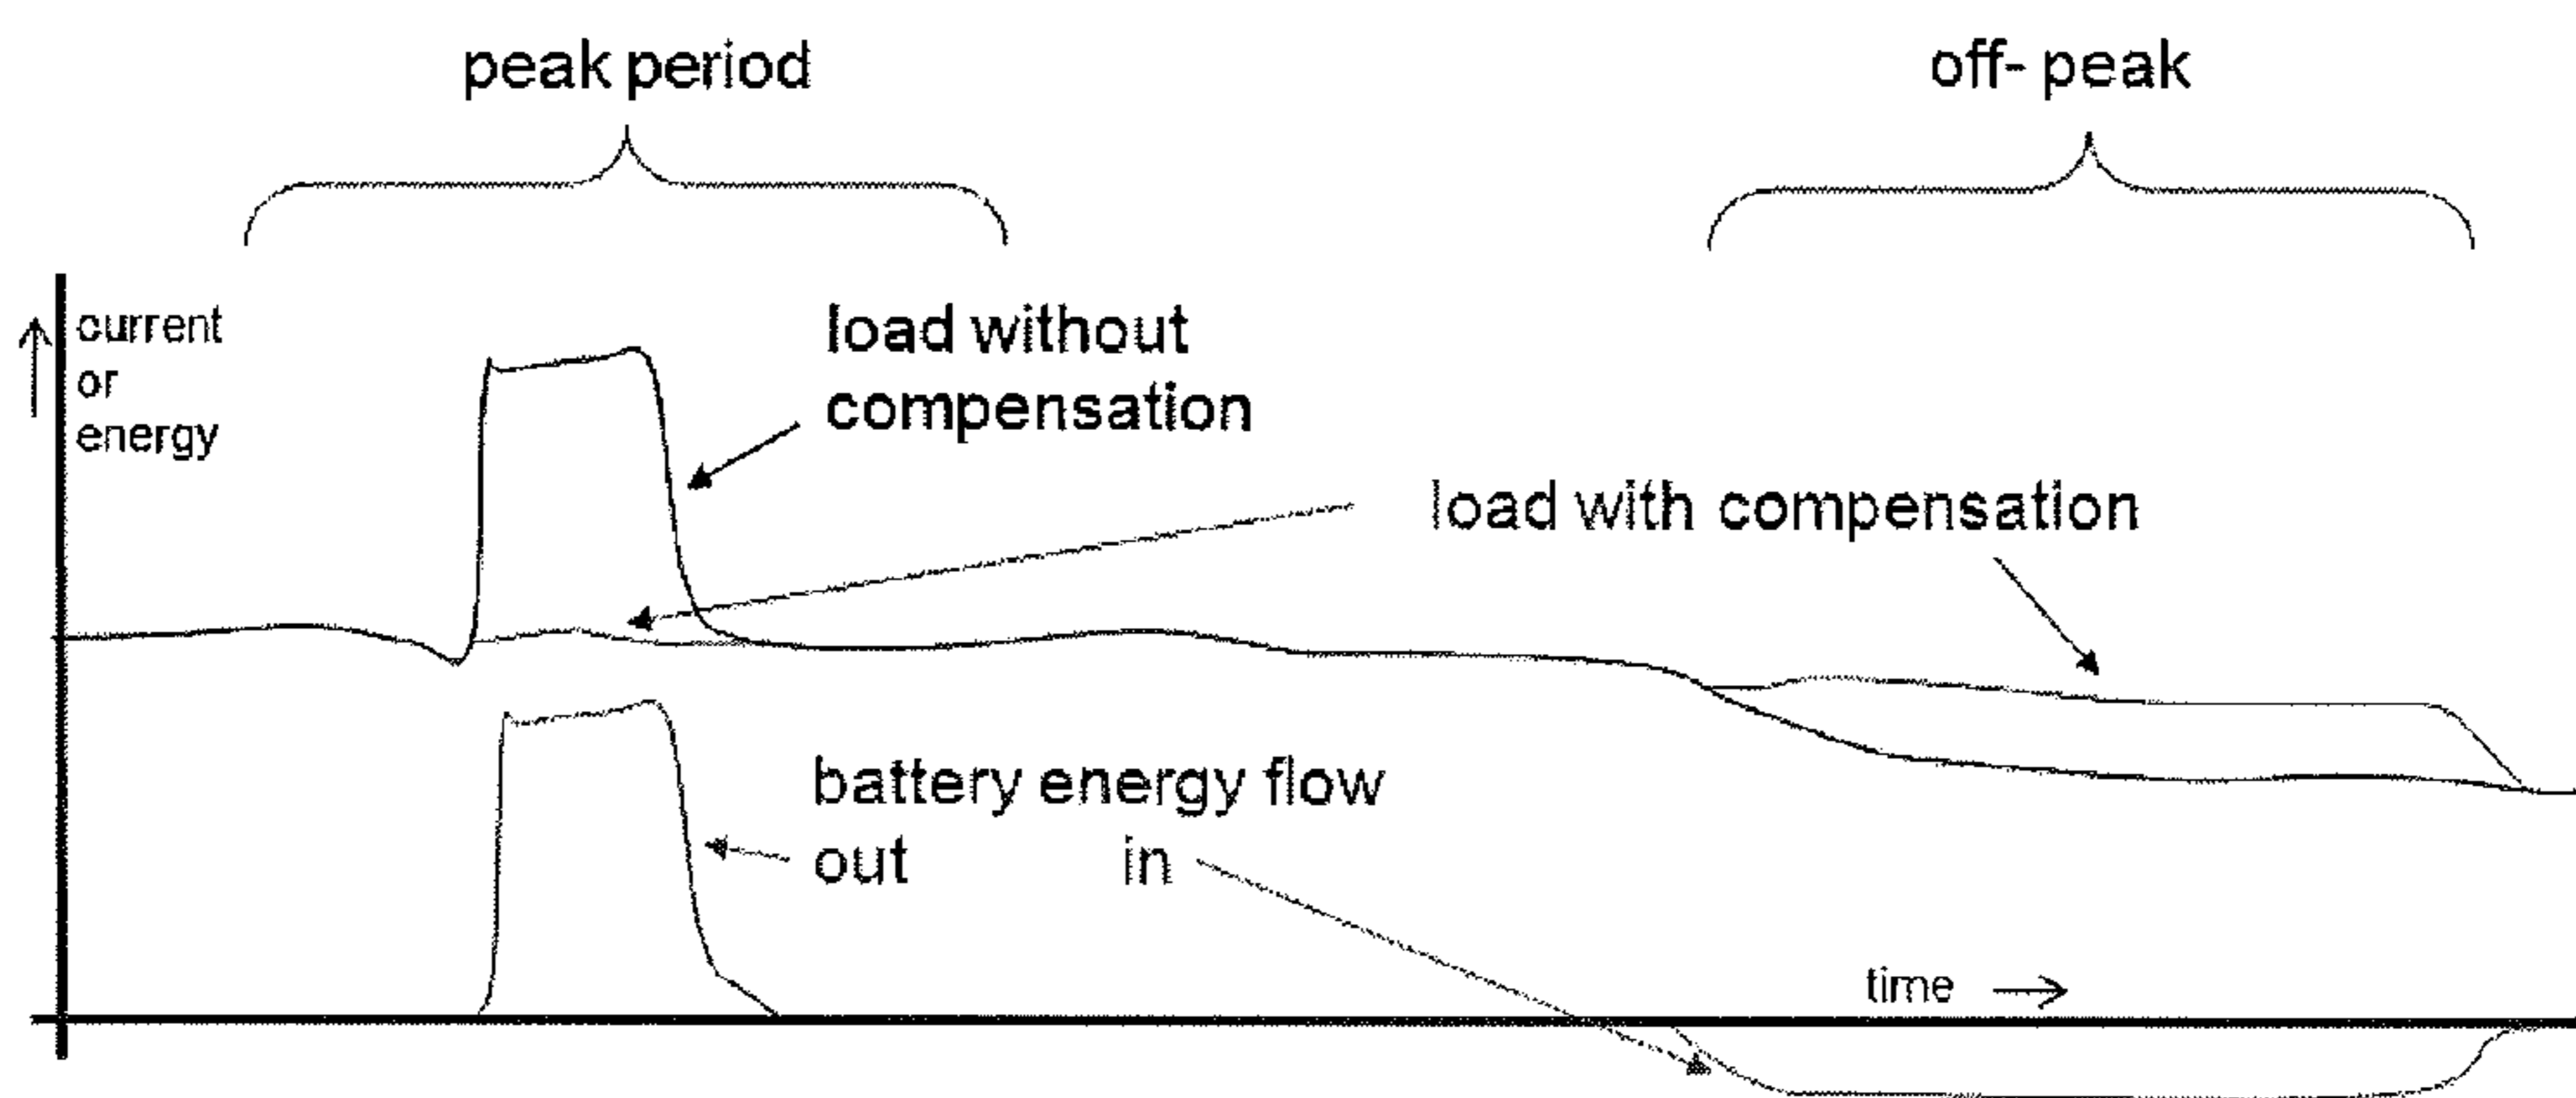 peak period
off- peak
current
or
energy
load without
compensation
load with compensation
battery energy flow
out in
time